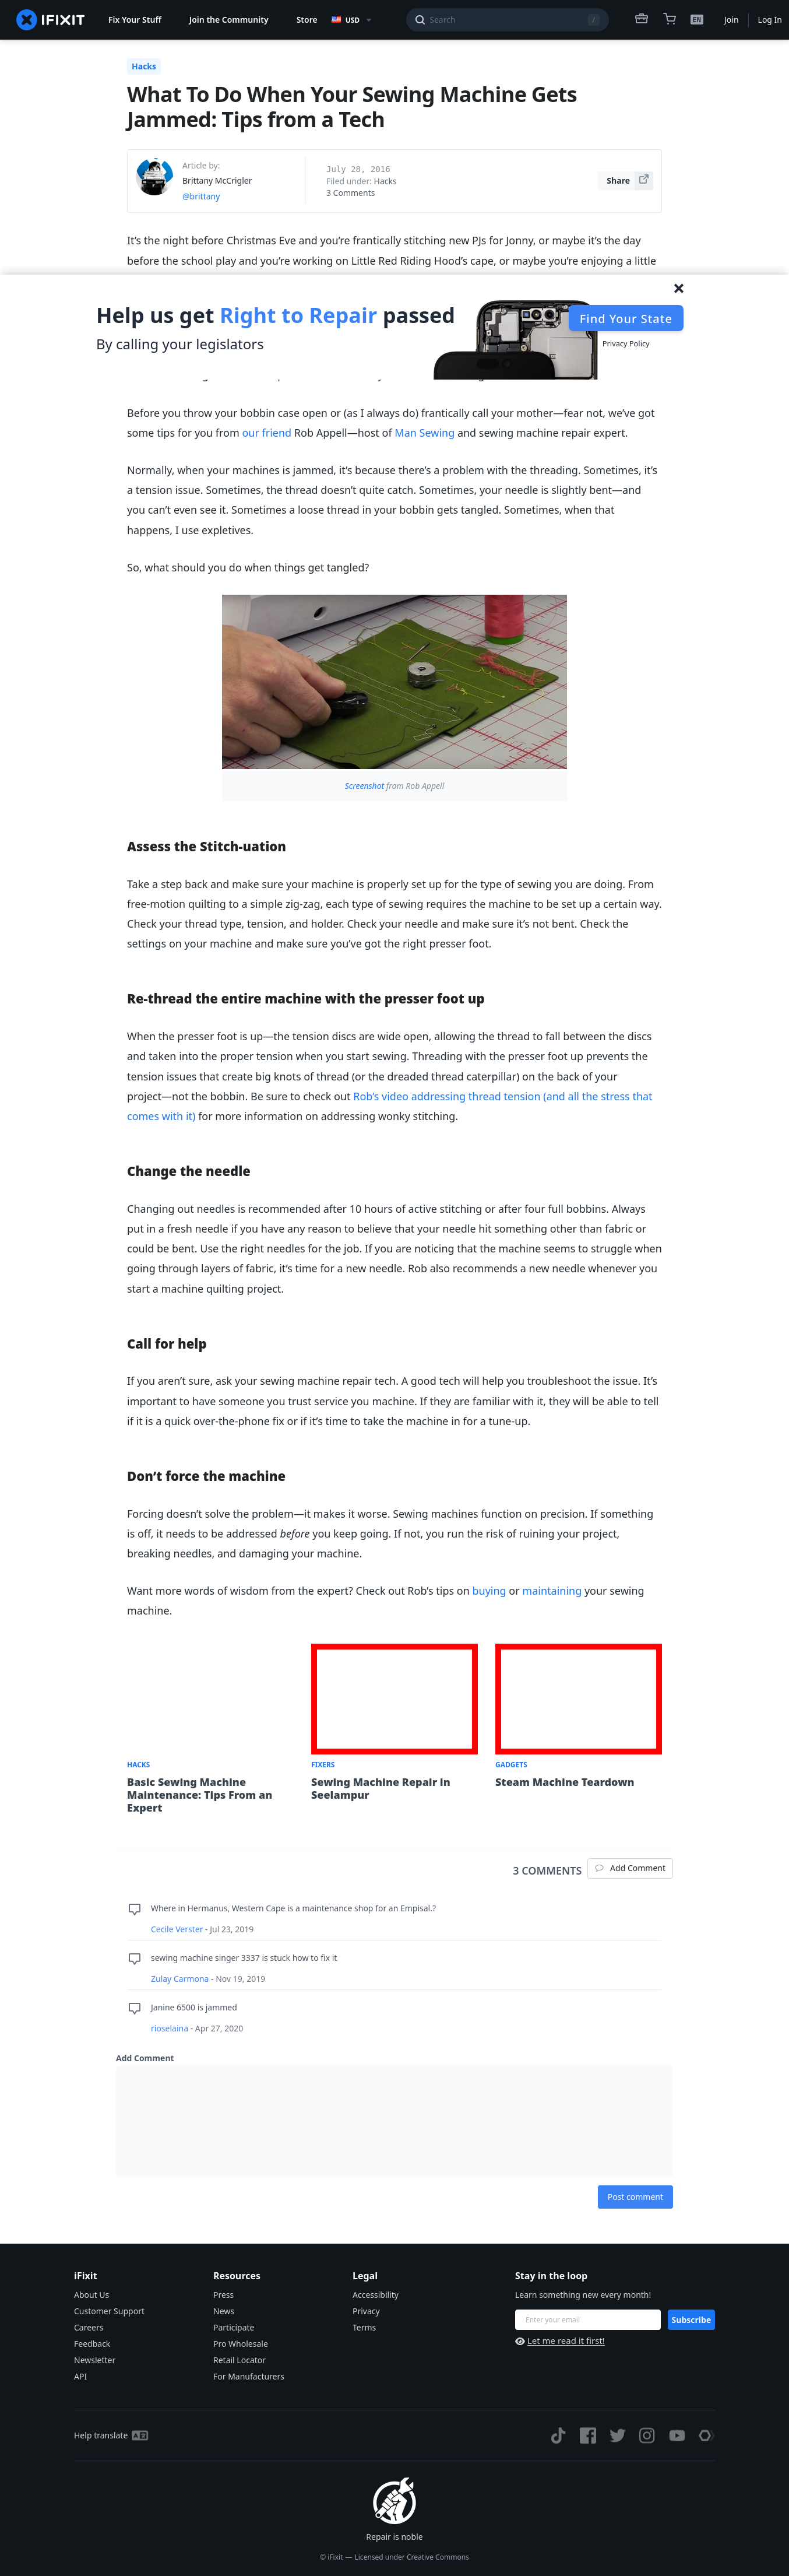 IFIXIT
Fix Your Stuff
Join the Community
Store
USD
Search
/
EN
Join
Log In
Hacks
What To Do When Your Sewing Machine Gets
Jammed: Tips from a Tech
Article by:
Brittany McCrigler
@brittany
July 28, 2016
Filed under: Hacks
3 Comments
Share
It’s the night before Christmas Eve and you’re frantically stitching new PJs for Jonny, or maybe it’s the day
before the school play and you’re working on Little Red Riding Hood’s cape, or maybe you’re enjoying a little
Help us get Right to Repair passed
By calling your legislators
Find Your State
Privacy Policy
Before you throw your bobbin case open or (as I always do) frantically call your mother—fear not, we’ve got
some tips for you from our friend Rob Appell—host of Man Sewing and sewing machine repair expert.
Normally, when your machines is jammed, it’s because there’s a problem with the threading. Sometimes, it’s
a tension issue. Sometimes, the thread doesn’t quite catch. Sometimes, your needle is slightly bent—and
you can’t even see it. Sometimes a loose thread in your bobbin gets tangled. Sometimes, when that
happens, I use expletives.
So, what should you do when things get tangled?
Screenshot from Rob Appell
Assess the Stitch-uation
Take a step back and make sure your machine is properly set up for the type of sewing you are doing. From
free-motion quilting to a simple zig-zag, each type of sewing requires the machine to be set up a certain way.
Check your thread type, tension, and holder. Check your needle and make sure it’s not bent. Check the
settings on your machine and make sure you’ve got the right presser foot.
Re-thread the entire machine with the presser foot up
When the presser foot is up—the tension discs are wide open, allowing the thread to fall between the discs
and taken into the proper tension when you start sewing. Threading with the presser foot up prevents the
tension issues that create big knots of thread (or the dreaded thread caterpillar) on the back of your
project—not the bobbin. Be sure to check out Rob’s video addressing thread tension (and all the stress that
comes with it) for more information on addressing wonky stitching.
Change the needle
Changing out needles is recommended after 10 hours of active stitching or after four full bobbins. Always
put in a fresh needle if you have any reason to believe that your needle hit something other than fabric or
could be bent. Use the right needles for the job. If you are noticing that the machine seems to struggle when
going through layers of fabric, it’s time for a new needle. Rob also recommends a new needle whenever you
start a machine quilting project.
Call for help
If you aren’t sure, ask your sewing machine repair tech. A good tech will help you troubleshoot the issue. It’s
important to have someone you trust service you machine. If they are familiar with it, they will be able to tell
if it is a quick over-the-phone fix or if it’s time to take the machine in for a tune-up.
Don’t force the machine
Forcing doesn’t solve the problem—it makes it worse. Sewing machines function on precision. If something
is off, it needs to be addressed before you keep going. If not, you run the risk of ruining your project,
breaking needles, and damaging your machine.
Want more words of wisdom from the expert? Check out Rob’s tips on buying or maintaining your sewing
machine.
HACKS
Basic Sewing Machine
Maintenance: Tips From an
Expert
FIXERS
Sewing Machine Repair in
Seelampur
GADGETS
Steam Machine Teardown
3 COMMENTS
Add Comment
Where in Hermanus, Western Cape is a maintenance shop for an Empisal.?
Cecile Verster - Jul 23, 2019
sewing machine singer 3337 is stuck how to fix it
Zulay Carmona - Nov 19, 2019
Janine 6500 is jammed
rioselaina - Apr 27, 2020
Add Comment
Post comment
iFixit
About Us
Customer Support
Careers
Feedback
Newsletter
API
Resources
Press
News
Participate
Pro Wholesale
Retail Locator
For Manufacturers
Legal
Accessibility
Privacy
Terms
Stay in the loop
Learn something new every month!
Enter your email
Subscribe
Let me read it first!
Help translate
Repair is noble
© iFixit — Licensed under Creative Commons